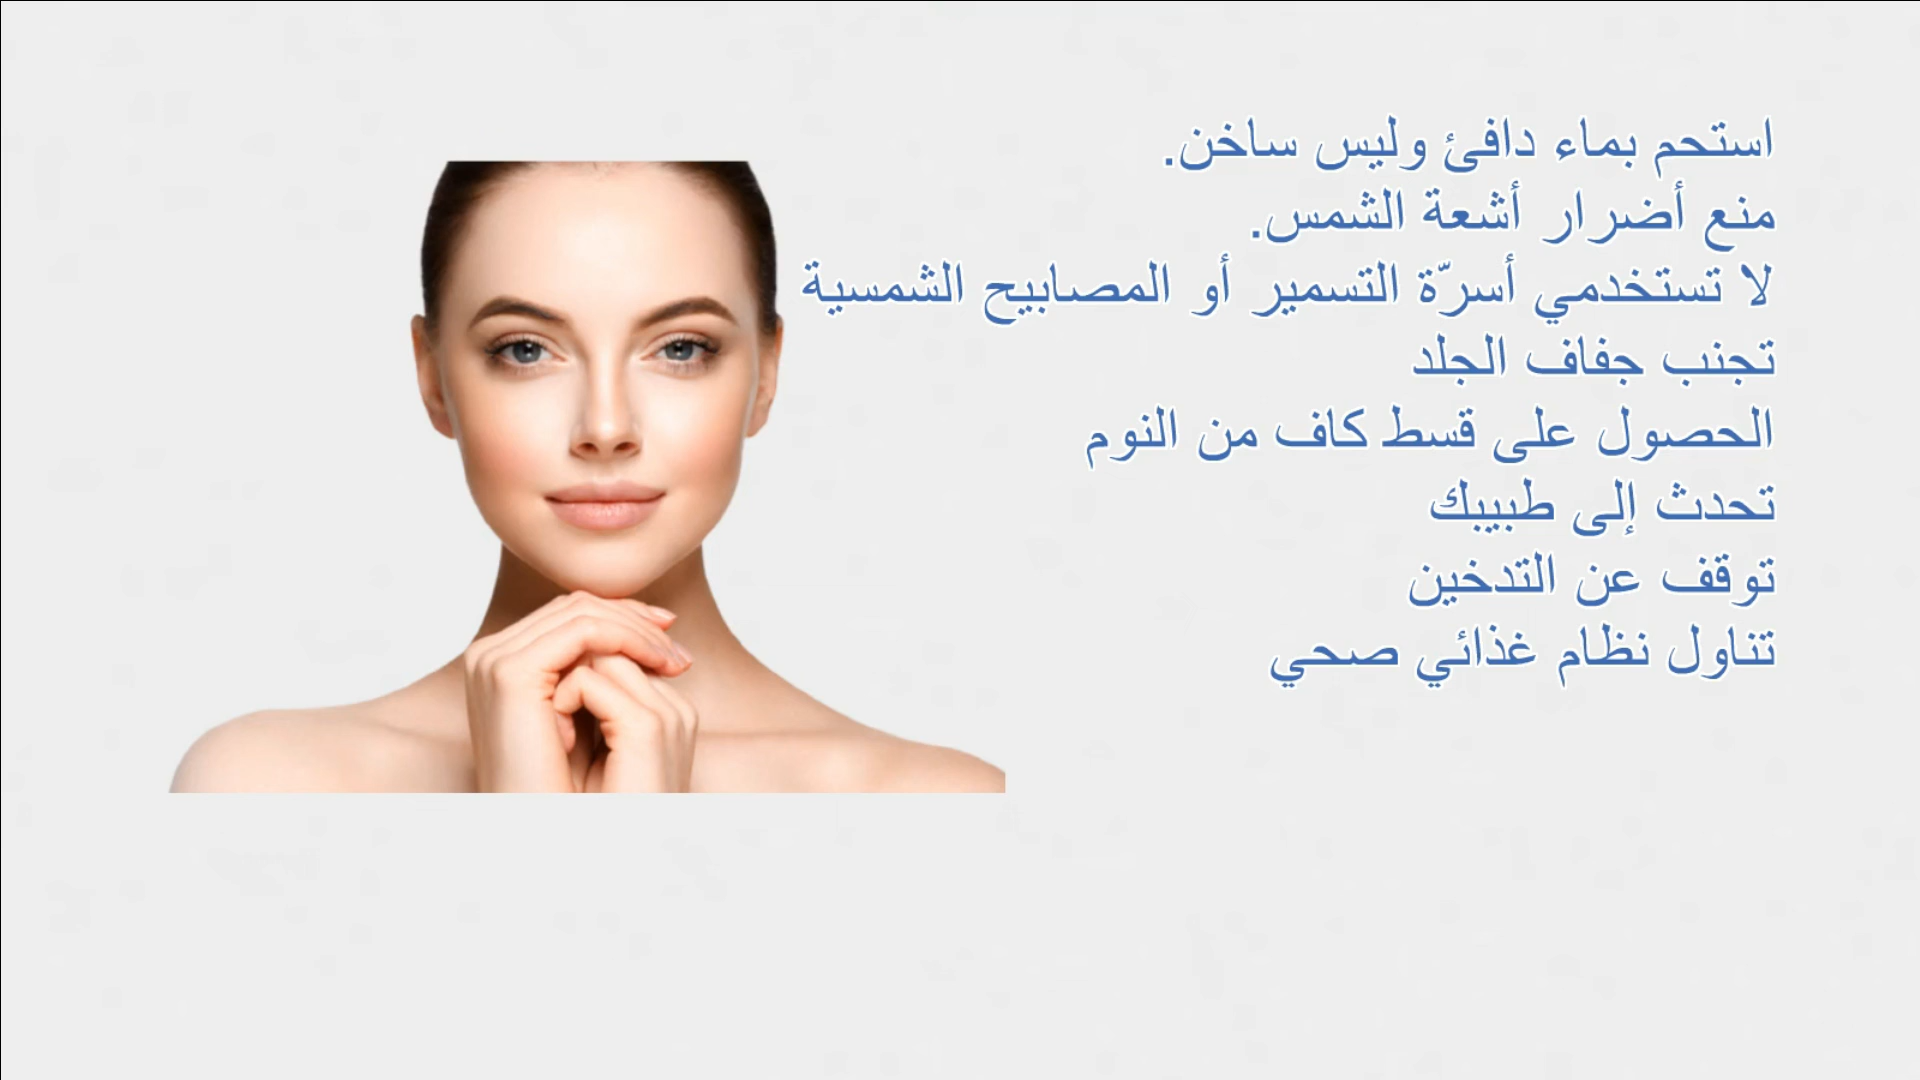 استحم بماء دافئ وليس ساخن.
منع أضرار أشعة الشمس.
لا تستخدمي أسرّة التسمير أو المصابيح الشمسية
تجنب جفاف الجلد
الحصول على قسط كاف من النوم
تحدث إلى طبيبك
توقف عن التدخين
تناول نظام غذائي صحي